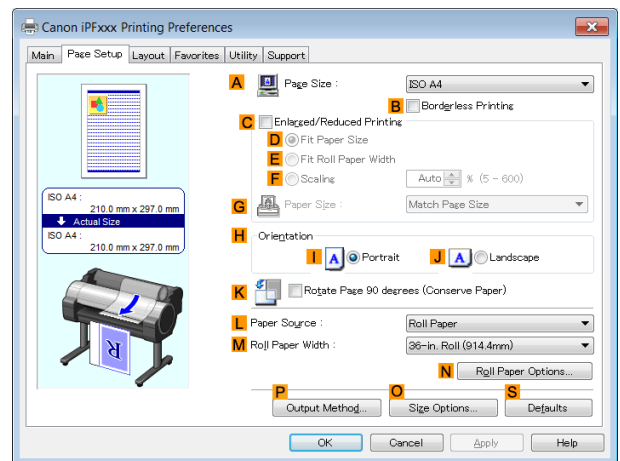 Canon iPFxxx Printing Preferences
Main Page Setup Layout Favorites Utility Support
A Page Size : ISO A4
B Borderless Printing
C Enlarged/Reduced Printing
D Fit Paper Size
E Fit Roll Paper Width
F Scaling Auto % (5 - 600)
G Paper Size : Match Page Size
ISO A4 :
210.0 mm x 297.0 mm
Actual Size
ISO A4 :
210.0 mm x 297.0 mm
H Orientation
I A Portrait J A Landscape
K Rotate Page 90 degrees (Conserve Paper)
L Paper Source : Roll Paper
M Roll Paper Width : 36-in. Roll (914.4mm)
N Roll Paper Options...
P O S
Output Method... Size Options... Defaults
R
OK Cancel Apply Help